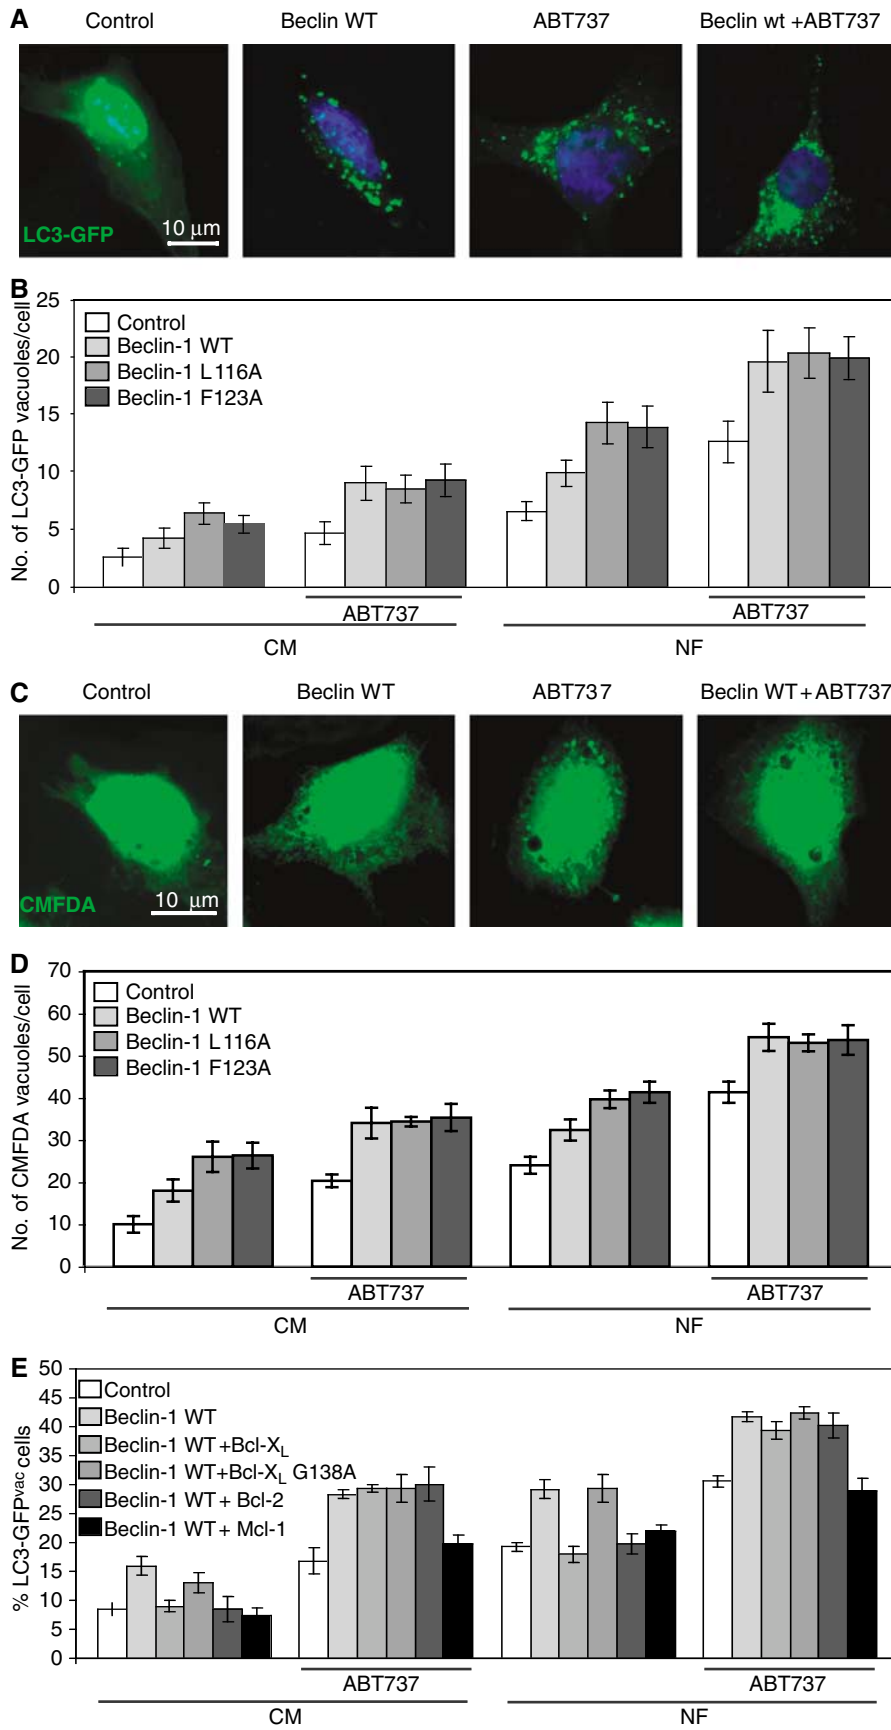 A
Control
Beclin WT
ABT737
Beclin wt +ABT737
LC3-GFP
10 μm
B
No. of LC3-GFP vacuoles/cell
25
20
15
10
5
0
Control
Beclin-1 WT
Beclin-1 L116A
Beclin-1 F123A
ABT737
ABT737
CM
NF
C
Control
Beclin WT
ABT737
Beclin WT+ABT737
CMFDA
10 μm
D
No. of CMFDA vacuoles/cell
70
60
50
40
30
20
10
0
Control
Beclin-1 WT
Beclin-1 L116A
Beclin-1 F123A
ABT737
ABT737
CM
NF
E
% LC3-GFPvac cells
50
45
40
35
30
25
20
15
10
5
0
Control
Beclin-1 WT
Beclin-1 WT+Bcl-XL
Beclin-1 WT+Bcl-XL G138A
Beclin-1 WT+ Bcl-2
Beclin-1 WT+ Mcl-1
ABT737
ABT737
CM
NF